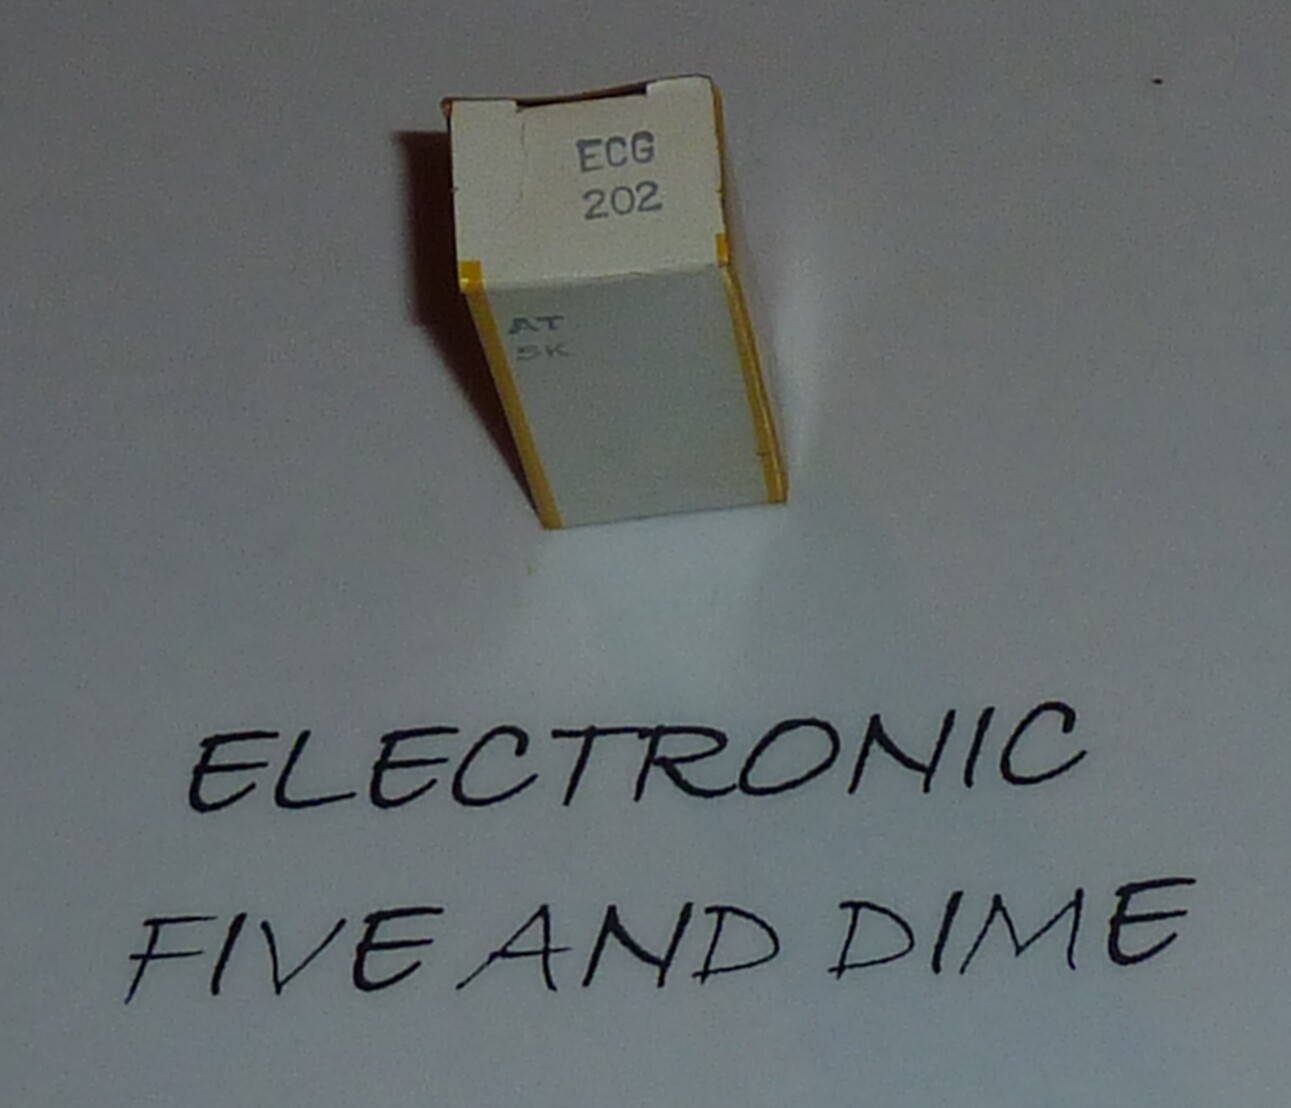 ECG
202
AT
5K
ELECTRONIC
FIVE AND DIME